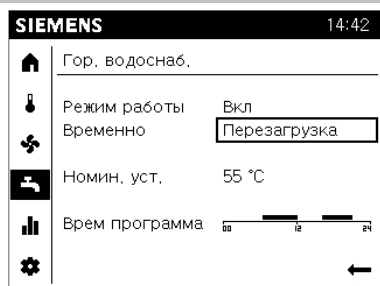 SIEMENS 14:42
Гор. водоснаб.
Режим работы Вкл
Временно Перезагрузка
Номин. уст. 55 °C
Врем программа
00 12 24